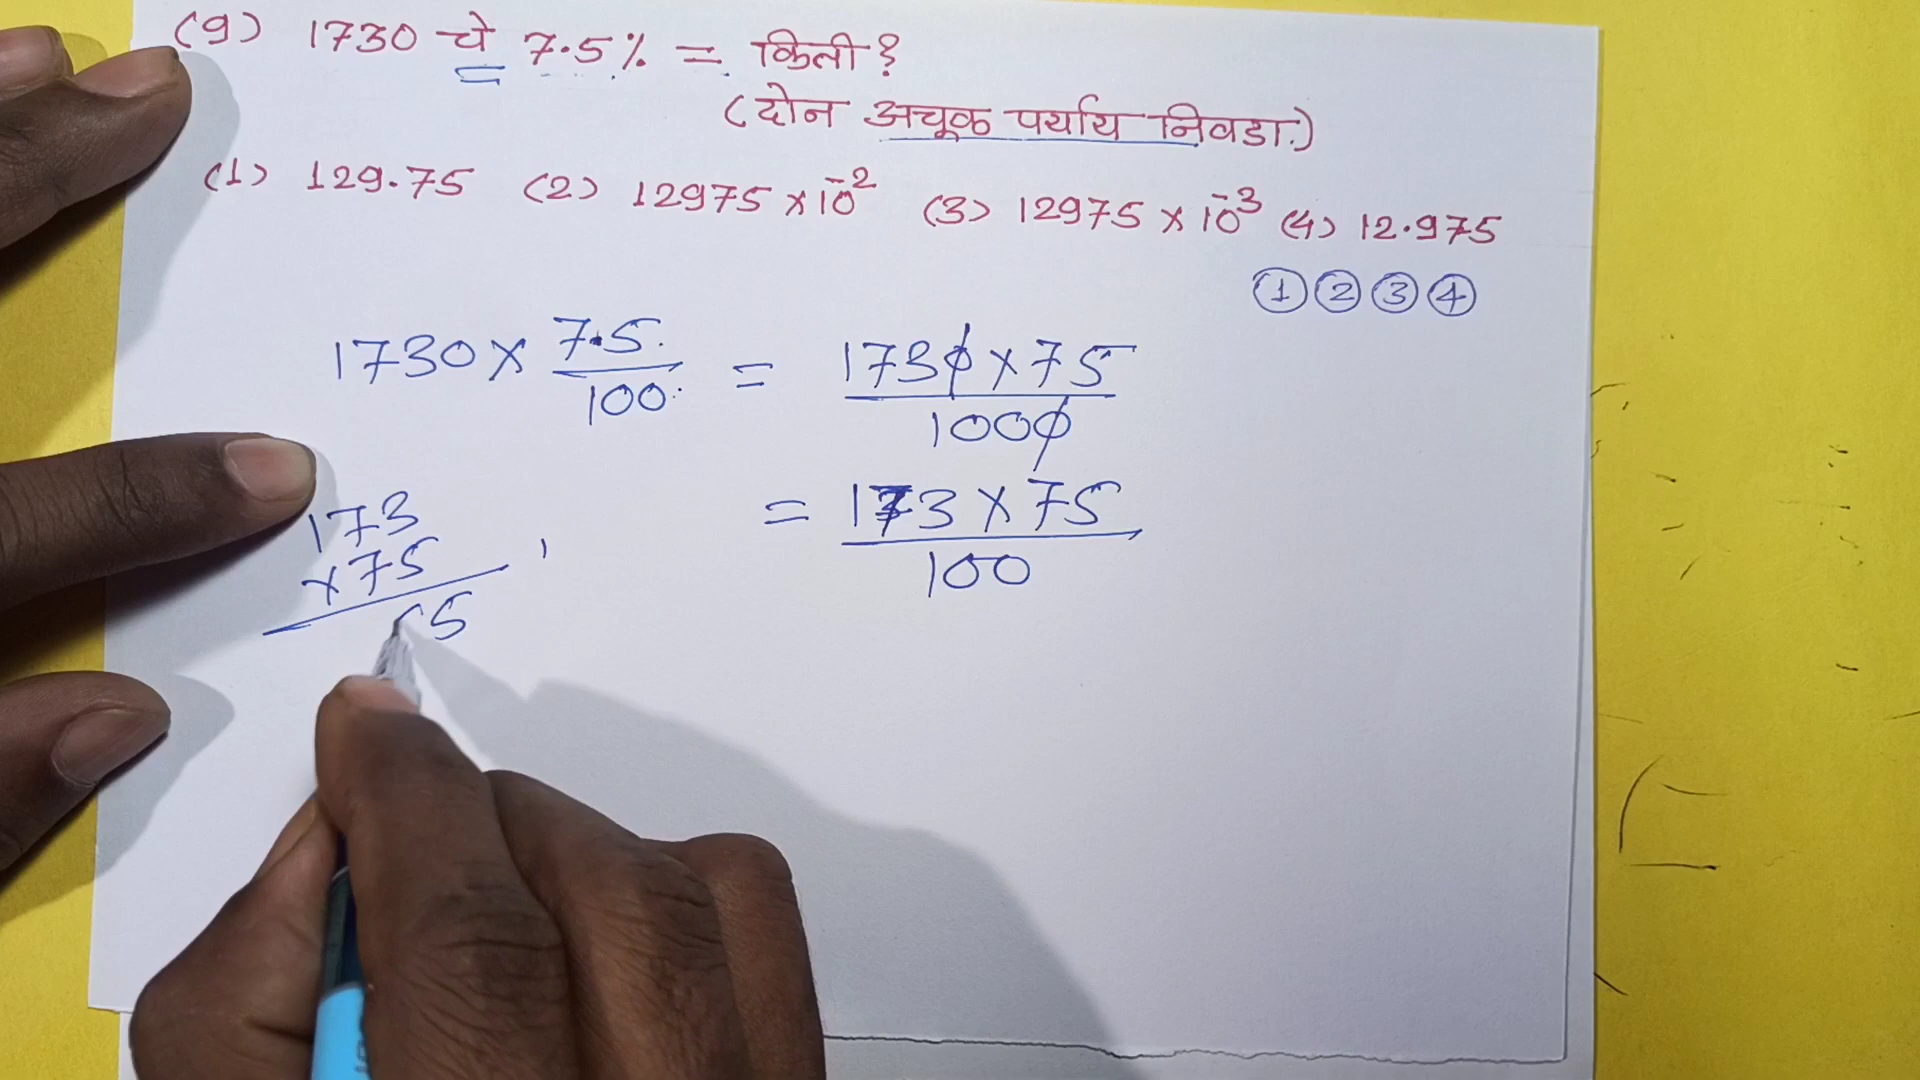 (9) 1730 चे 7.5% = किती?
(दोन अचूक पर्याय निवडा.)
(1) 129.75 (2) 12975 × 10⁻² (3) 12975 × 10⁻³ (4) 12.975
① ② ③ ④
1730 × 7.5/100 = 1730 × 75/1000
= 173 × 75/100
173
×75
5